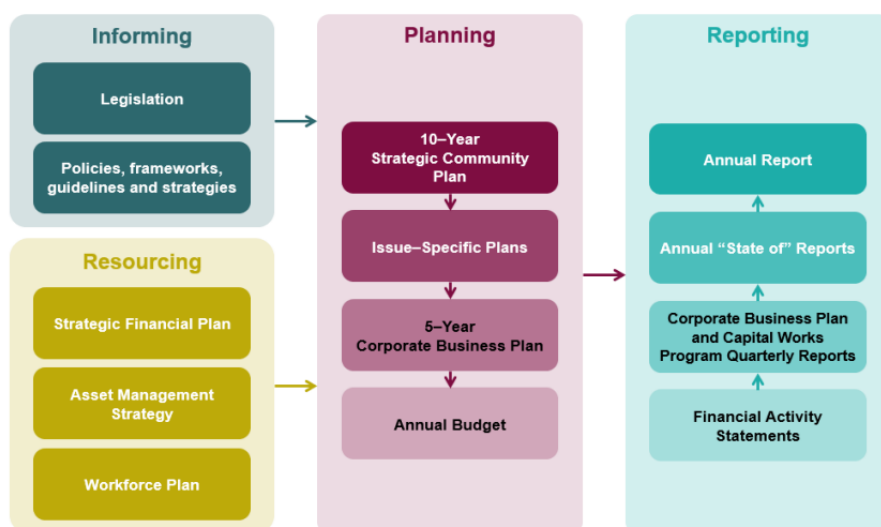 Informing
Legislation
Policies, frameworks,
guidelines and strategies
Resourcing
Strategic Financial Plan
Asset Management
Strategy
Workforce Plan
Planning
10–Year
Strategic Community
Plan
Issue–Specific Plans
5–Year
Corporate Business Plan
Annual Budget
Reporting
Annual Report
Annual “State of” Reports
Corporate Business Plan
and Capital Works
Program Quarterly Reports
Financial Activity
Statements